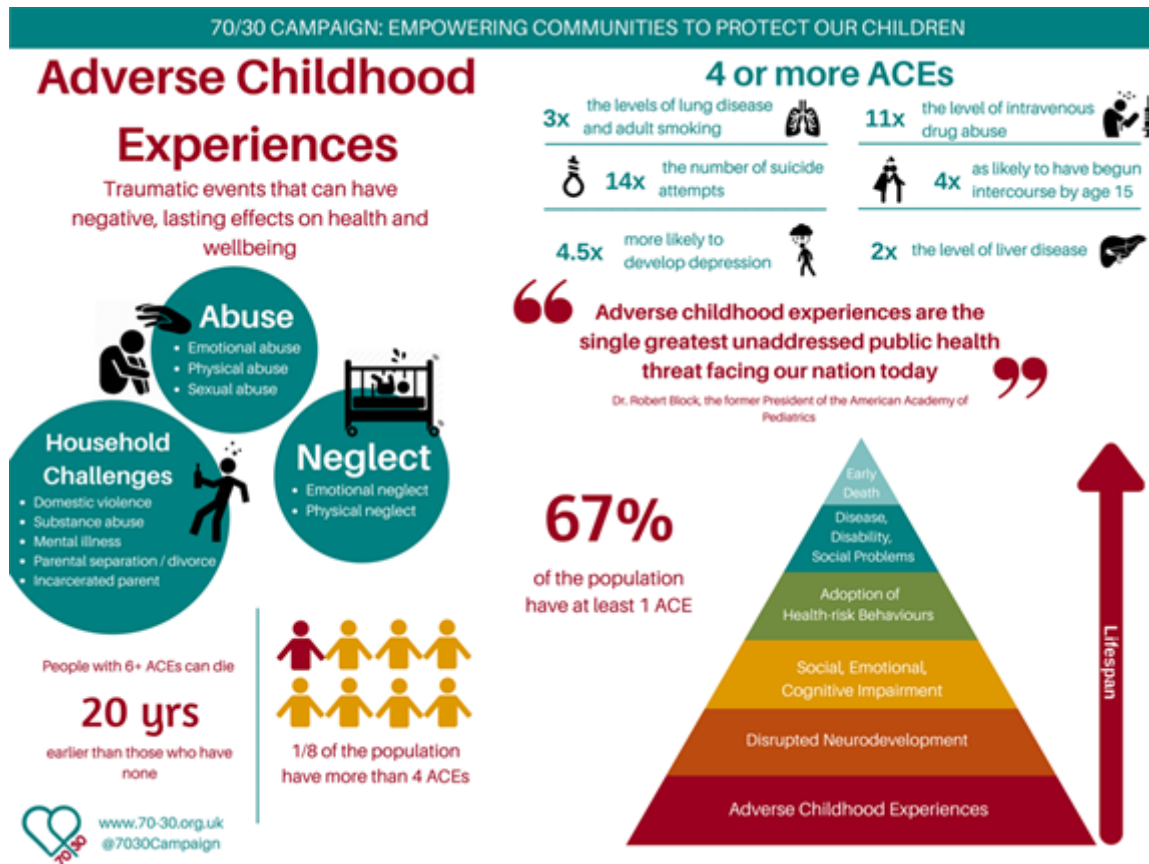 70/30 CAMPAIGN: EMPOWERING COMMUNITIES TO PROTECT OUR CHILDREN
Adverse Childhood
Experiences
Traumatic events that can have
negative, lasting effects on health and
wellbeing
Abuse
• Emotional abuse
• Physical abuse
• Sexual abuse
Household
Challenges
• Domestic violence
• Substance abuse
• Mental illness
• Parental separation / divorce
• Incarcerated parent
Neglect
• Emotional neglect
• Physical neglect
People with 6+ ACEs can die
20 yrs
earlier than those who have
none
1/8 of the population
have more than 4 ACEs
70/30
www.70-30.org.uk
@7030Campaign
4 or more ACEs
3x
the levels of lung disease
and adult smoking
11x
the level of intravenous
drug abuse
14x
the number of suicide
attempts
4x
as likely to have begun
intercourse by age 15
4.5x
more likely to
develop depression
2x
the level of liver disease
“
Adverse childhood experiences are the
single greatest unaddressed public health
threat facing our nation today
”
Dr. Robert Block, the former President of the American Academy of
Pediatrics
67%
of the population
have at least 1 ACE
Early
Death
Disease,
Disability,
Social Problems
Adoption of
Health-risk Behaviours
Social, Emotional,
Cognitive Impairment
Disrupted Neurodevelopment
Adverse Childhood Experiences
Lifespan